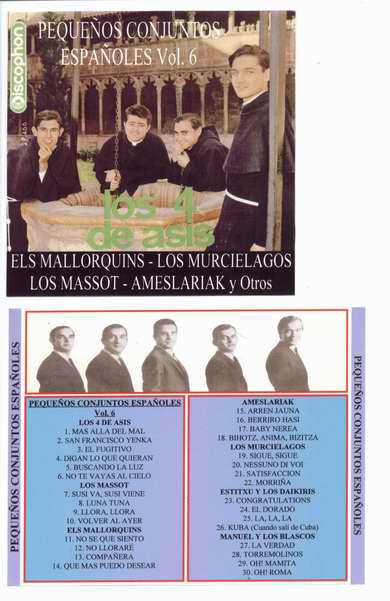 PEQUEÑOS CONJUNTOS
ESPAÑOLES Vol. 6
Discophon
27.466
los 4
de asis
ELS MALLORQUINS - LOS MURCIELAGOS
LOS MASSOT - AMESLARIAK y Otros
PEQUEÑOS CONJUNTOS ESPAÑOLES
PEQUEÑOS CONJUNTOS ESPAÑOLES
Vol. 6
LOS 4 DE ASIS
1. MAS ALLA DEL MAL
2. SAN FRANCISCO YENKA
3. EL FUGITIVO
4. DIGAN LO QUE QUIERAN
5. BUSCANDO LA LUZ
6. NO TE VAYAS AL CIELO
LOS MASSOT
7. SUSI VA, SUSI VIENE
8. LUNA TUNA
9. LLORA, LLORA
10. VOLVER AL AYER
ELS MALLORQUINS
11. NO SE QUE SIENTO
12. NO LLORARÉ
13. COMPAÑERA
14. QUE MAS PUEDO DESEAR
AMESLARIAK
15. ARREN JAUNA
16. BERRIRO HASI
17. BABY NEREA
18. BIHOTZ, ANIMA, BIZITZA
LOS MURCIELAGOS
19. SIGUE, SIGUE
20. NESSUNO DI VOI
21. SATISFACCION
22. MORRIÑA
ESTITXU Y LOS DAIKIRIS
23. CONGRATULATIONS
24. EL DORADO
25. LA, LA, LA
26. KUBA (Cuando salí de Cuba)
MANUEL Y LOS BLASCOS
27. LA VERDAD
28. TORREMOLINOS
29. OH! MAMITA
30. OH! ROMA
PEQUEÑOS CONJUNTOS ESPAÑOLES